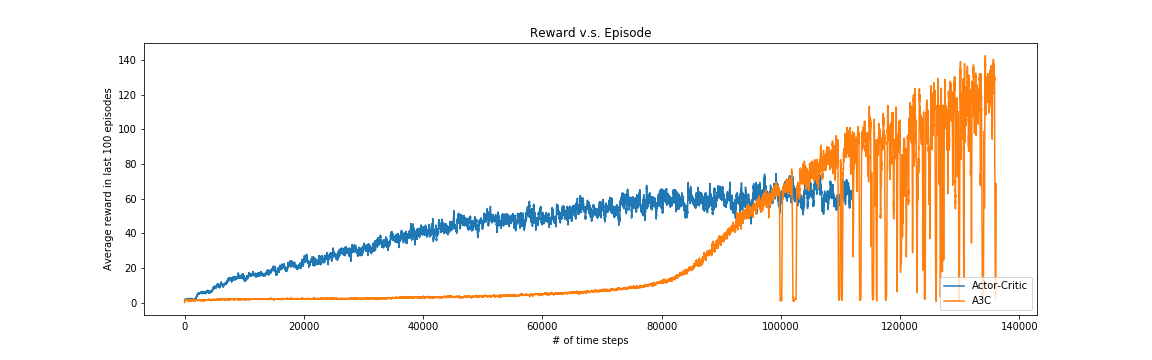 Reward v.s. Episode
Average reward in last 100 episodes
140
120
100
80
60
40
20
0
0 20000 40000 60000 80000 100000 120000 140000
# of time steps
Actor-Critic
A3C